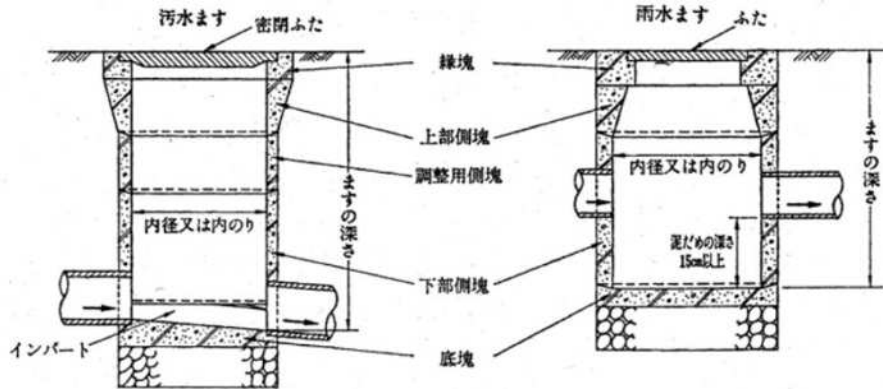 汚水ます
密閉ふた
雨水ます
ふた
縁塊
上部側塊
調整用側塊
内径又は内のり
ますの深さ
下部側塊
インバート
底塊
内径又は内のり
泥だめの深さ
15cm以上
ますの深さ